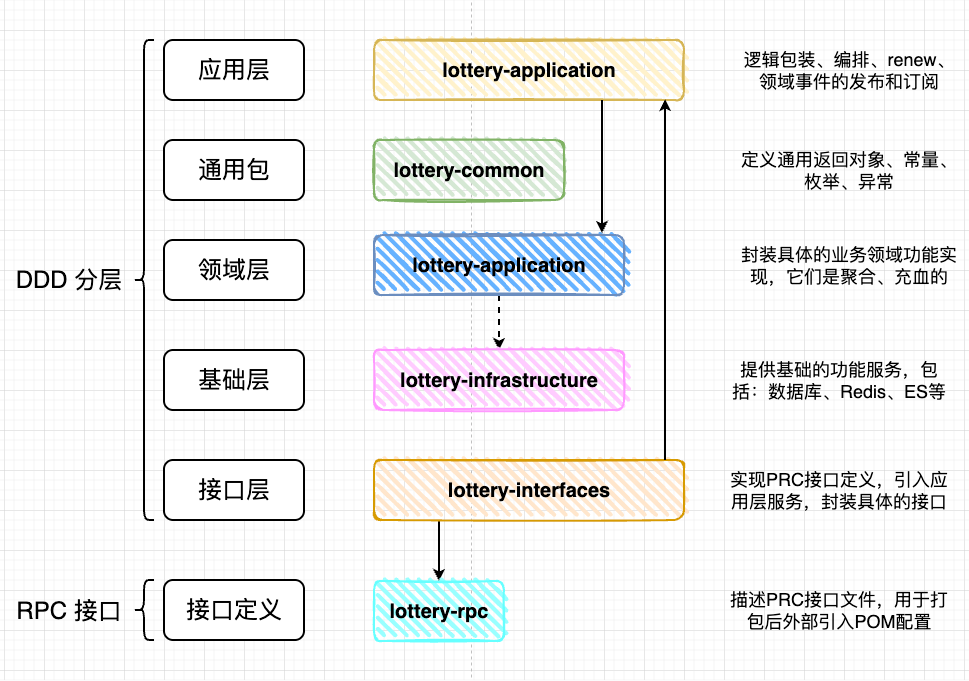 应用层
lottery-application
逻辑包装、编排、renew、
领域事件的发布和订阅
通用包
lottery-common
定义通用返回对象、常量、
枚举、异常
DDD 分层
领域层
lottery-application
封装具体的业务领域功能实
现，它们是聚合、充血的
基础层
lottery-infrastructure
提供基础的功能服务，包
括：数据库、Redis、ES等
接口层
lottery-interfaces
实现PRC接口定义，引入应
用层服务，封装具体的接口
RPC 接口
接口定义
lottery-rpc
描述PRC接口文件，用于打
包后外部引入POM配置